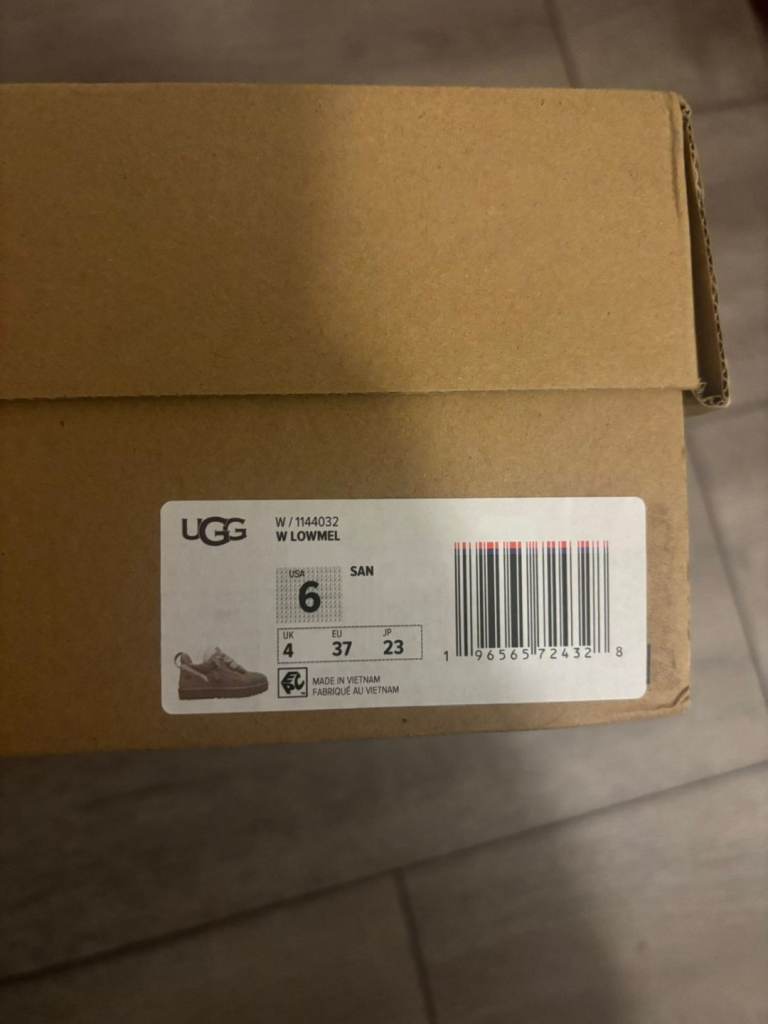 UGG
W / 1144032
W LOWMEL
USA
6
SAN
UK EU JP
4 37 23
EPC
MADE IN VIETNAM
FABRIQUÉ AU VIETNAM
1 96565 72432 8